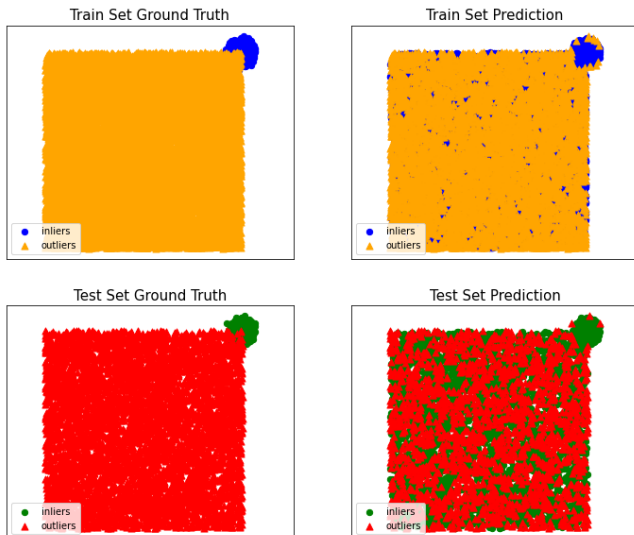 Train Set Ground Truth
inliers
outliers
Train Set Prediction
inliers
outliers
Test Set Ground Truth
inliers
outliers
Test Set Prediction
inliers
outliers